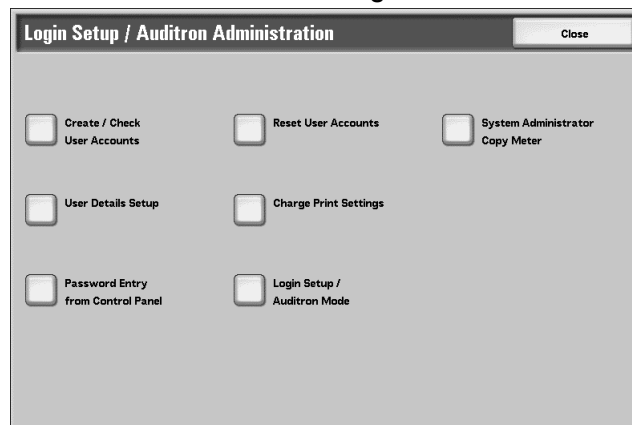 Login Setup / Auditron Administration
Close
Create / Check
User Accounts
Reset User Accounts
System Administrator
Copy Meter
User Details Setup
Charge Print Settings
Password Entry
from Control Panel
Login Setup /
Auditron Mode